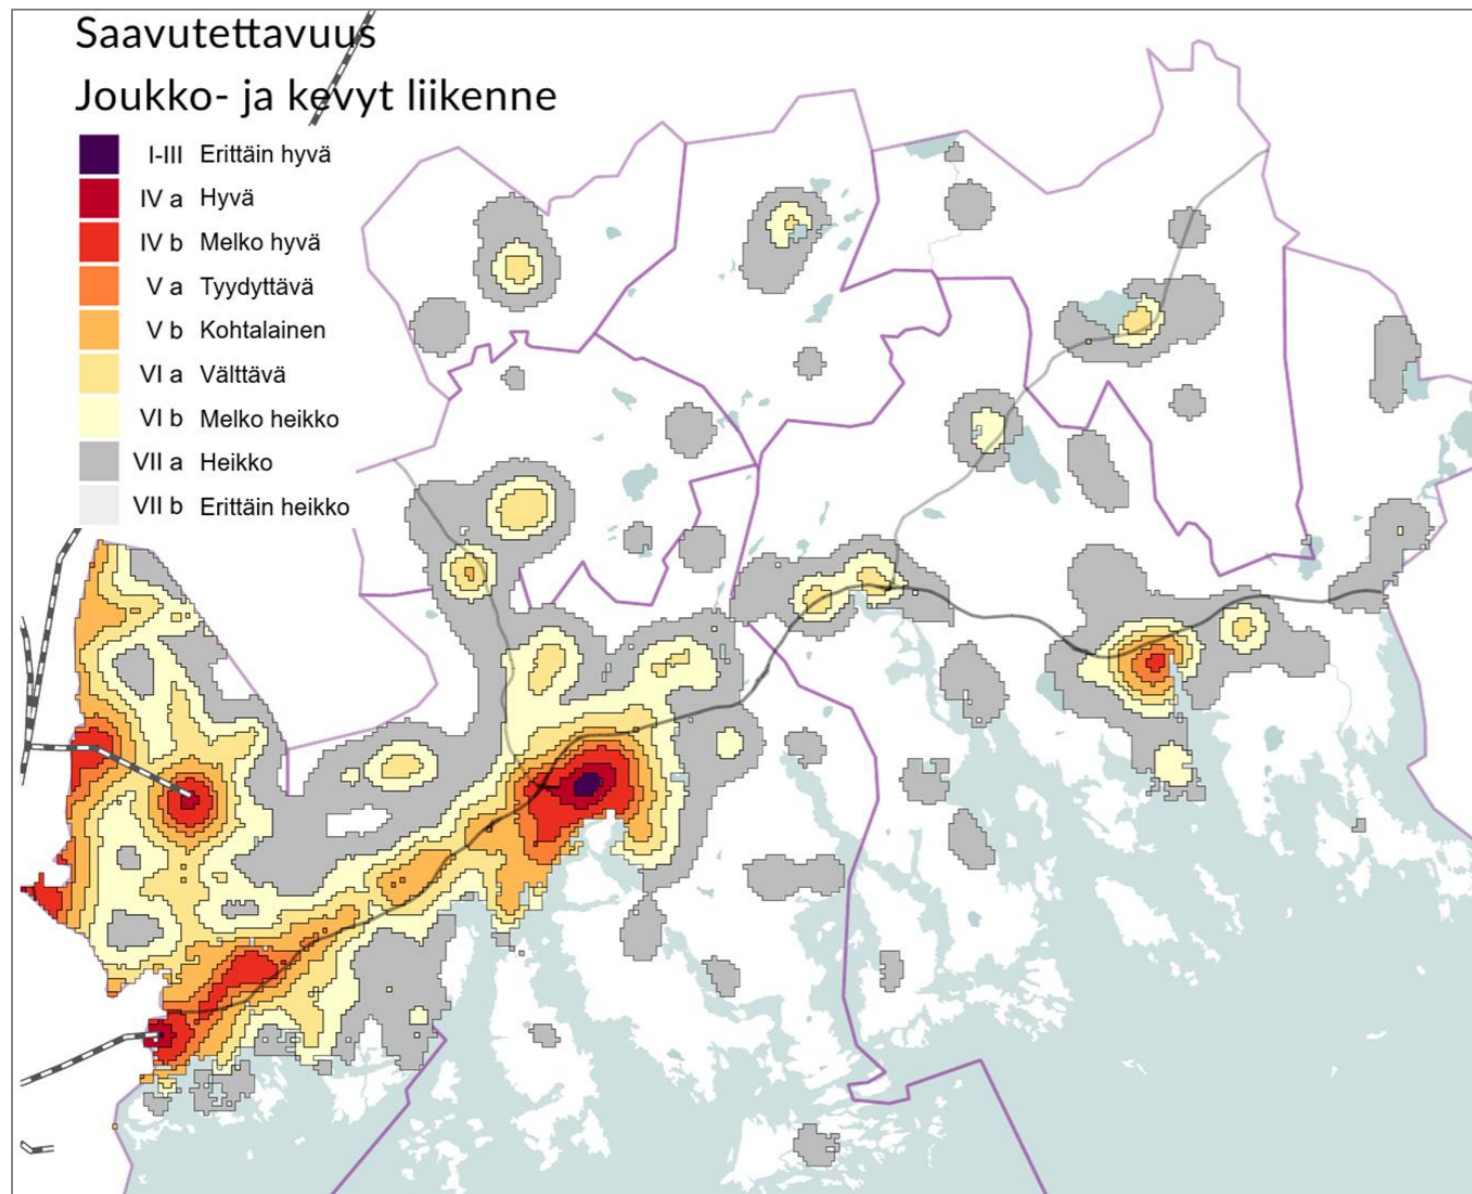 Saavutettavuus
Joukko- ja kevyt liikenne
I-III Erittäin hyvä
IV a Hyvä
IV b Melko hyvä
V a Tyydyttävä
V b Kohtalainen
VI a Välttävä
VI b Melko heikko
VII a Heikko
VII b Erittäin heikko